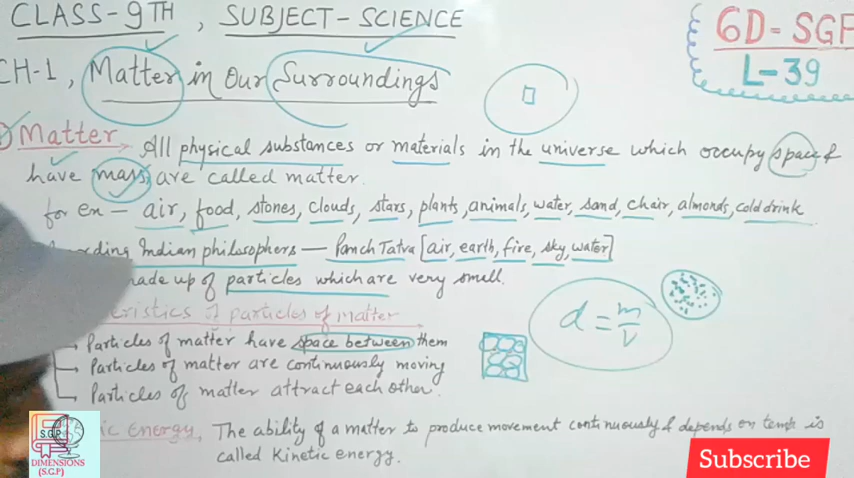 CLASS-9TH, SUBJECT-SCIENCE
6D-SGP
L-39
CH-1, Matter in Our Surroundings
Matter → All physical substances or materials in the universe which occupy space &
have mass, are called matter.
for ex- air, food, stones, clouds, stars, plants, animals, water, sand, chair, almonds, cold drink
Indian philosophers — Panch Tatva [air, earth, fire, sky, water]
made up of particles which are very small.
d = m/v
of particles of matter
→ Particles of matter have space between them
→ Particles of matter are continuously moving
→ Particles of matter attract each other.
Energy, The ability of a matter to produce movement continuously & depends on temp is
called Kinetic energy.
S.G.P
DIMENSIONS
(S.G.P)
Subscribe